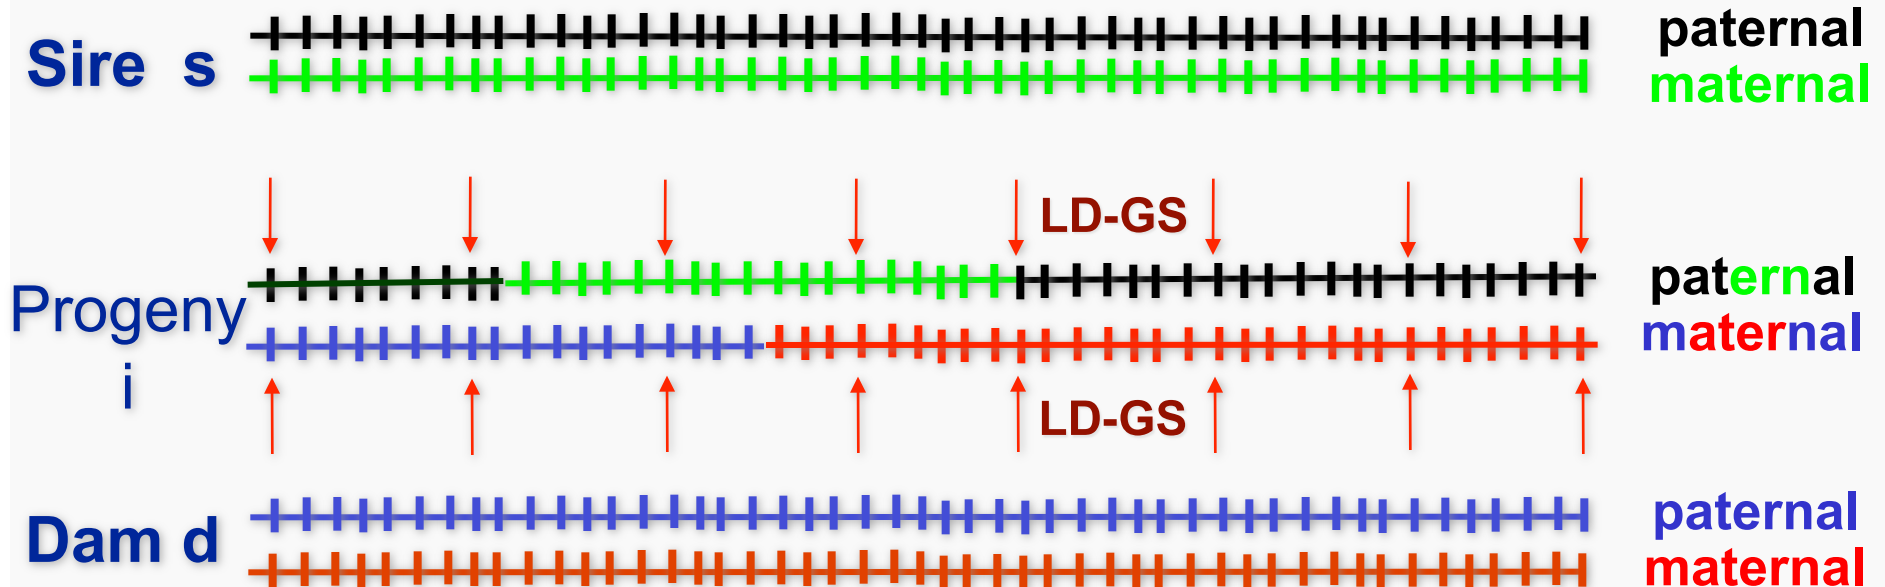 Sire s
paternal
maternal
LD-GS
Progeny
i
paternal
maternal
LD-GS
Dam d
paternal
maternal